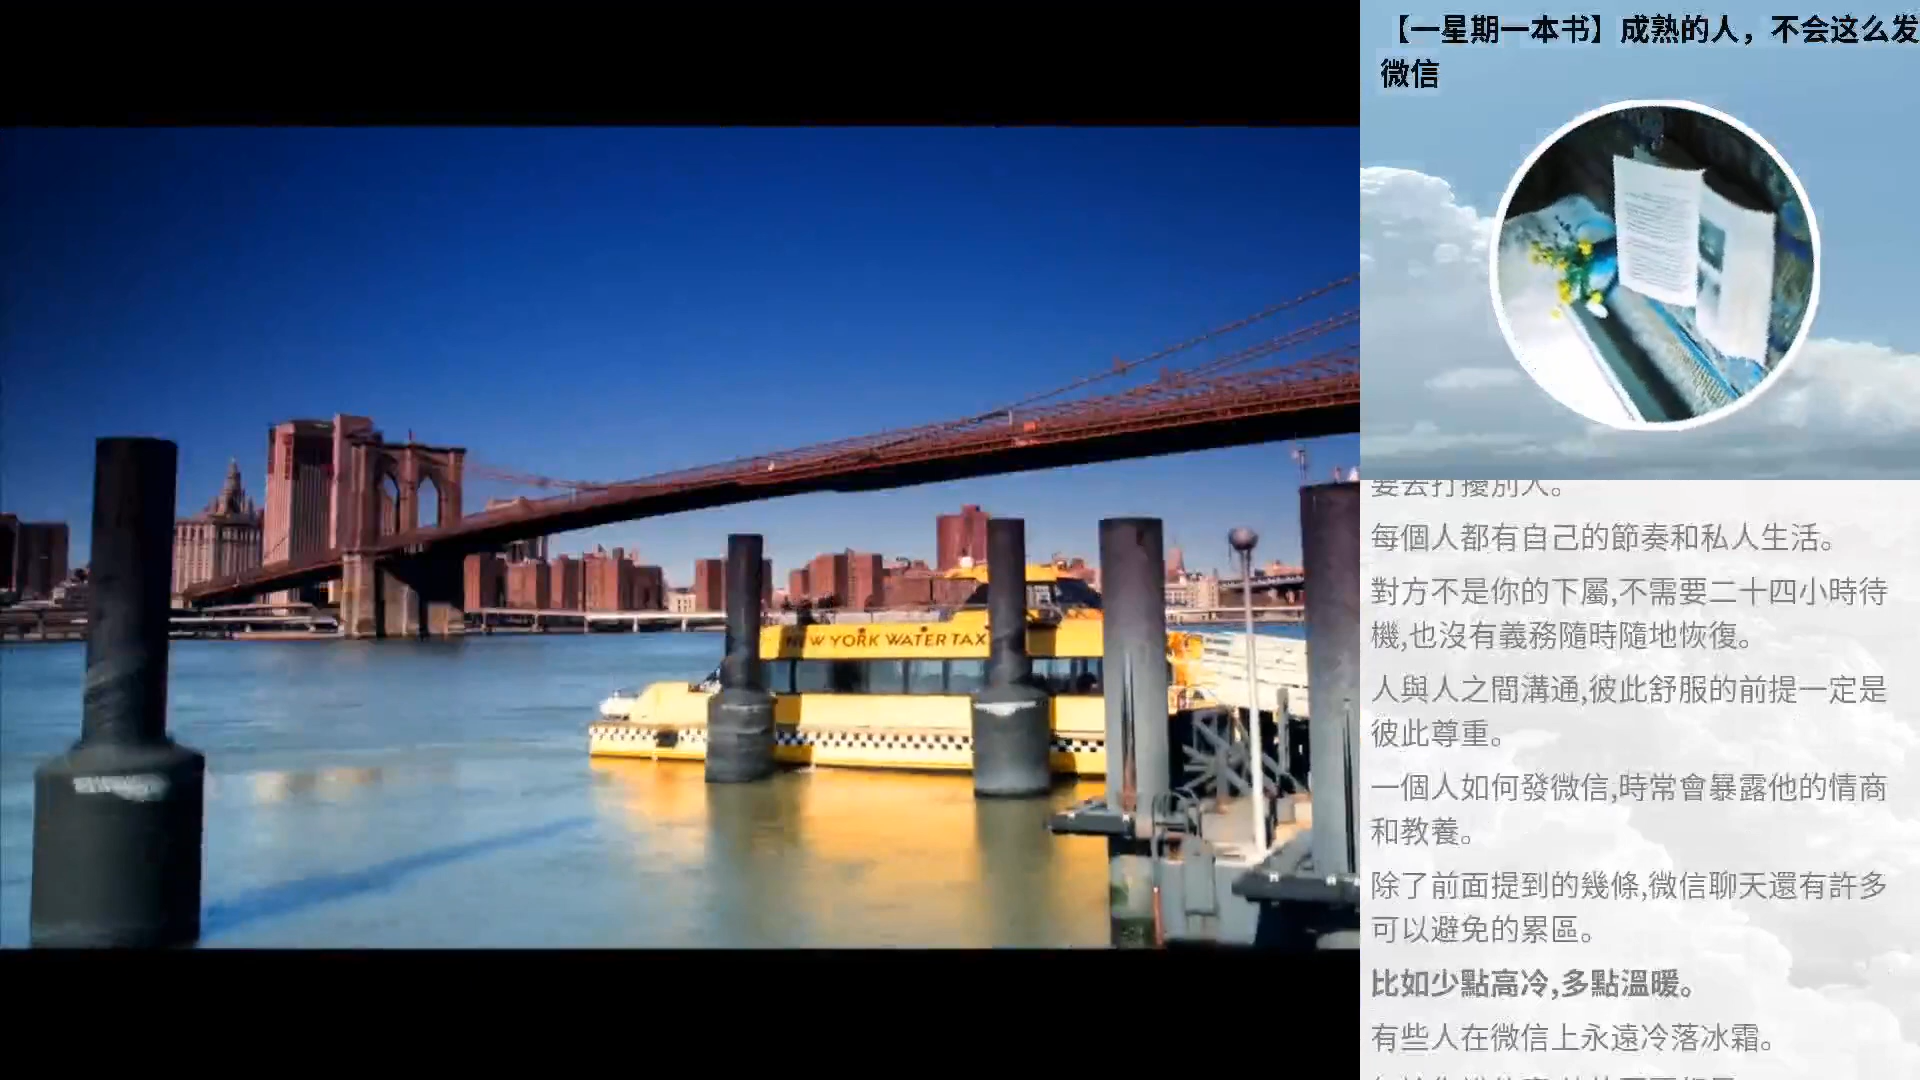 【一星期一本书】成熟的人，不会这么发
微信
NEW YORK WATER TAX
要去打擾別人。
每個人都有自己的節奏和私人生活。
對方不是你的下屬,不需要二十四小時待
機,也沒有義務隨時隨地恢復。
人與人之間溝通,彼此舒服的前提一定是
彼此尊重。
一個人如何發微信,時常會暴露他的情商
和教養。
除了前面提到的幾條,微信聊天還有許多
可以避免的累區。
比如少點高冷,多點溫暖。
有些人在微信上永遠冷落冰霜。